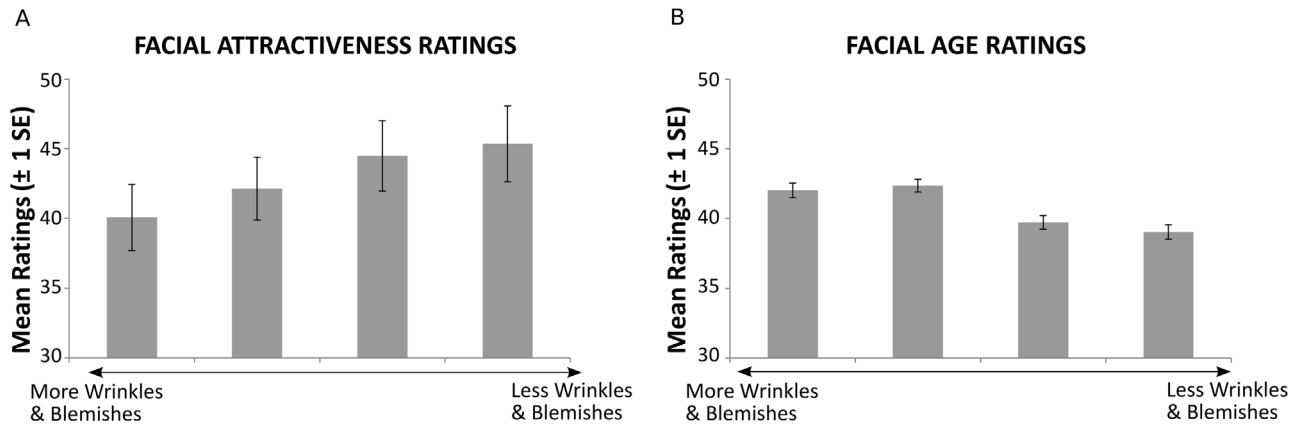 A
FACIAL ATTRACTIVENESS RATINGS
Mean Ratings (± 1 SE)
50
45
40
35
30
More Wrinkles
& Blemishes
Less Wrinkles
& Blemishes
B
FACIAL AGE RATINGS
Mean Ratings (± 1 SE)
50
45
40
35
30
More Wrinkles
& Blemishes
Less Wrinkles
& Blemishes